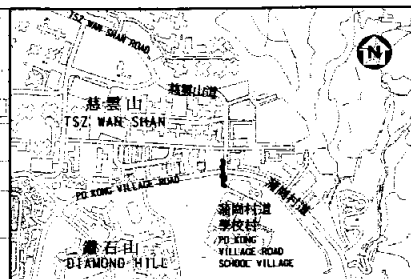 TSZ WAN SHAN ROAD
慈雲山道
慈雲山
TSZ WAN SHAN
PO KONG VILLAGE ROAD
蒲崗村道
蒲崗村道
學校村
PO KONG
VILLAGE ROAD
SCHOOL VILLAGE
鑽石山
DIAMOND HILL
N